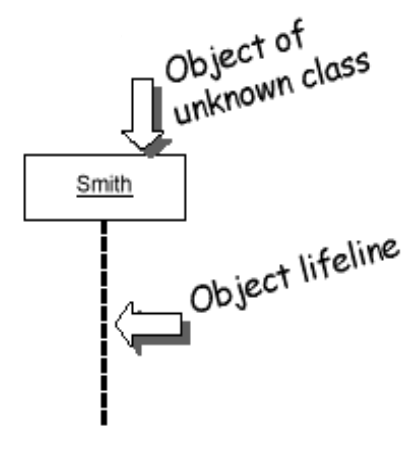 Object of
unknown class
Smith
Object lifeline